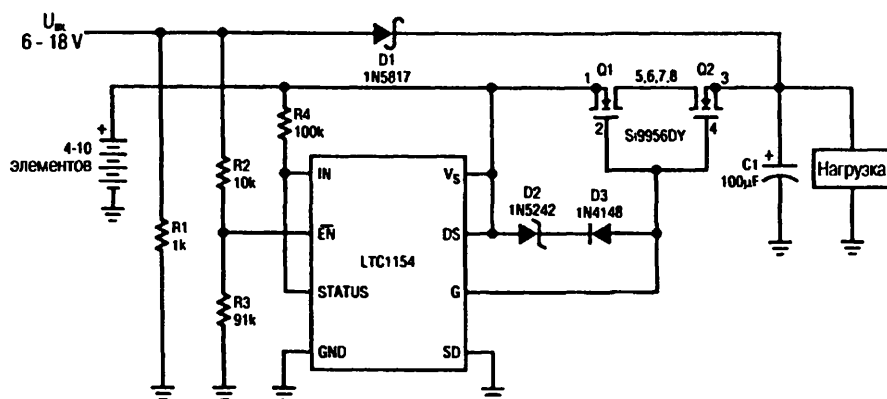 Uвх
6 – 18 V
D1
1N5817
Q1
5,6,7,8
Q2
1
3
2
4
Si9956DY
R4
100k
4-10
элементов
R2
10k
IN
VS
C1
100µF
Нагрузка
D2
1N5242
D3
1N4148
R1
1k
EN
DS
LTC1154
R3
91k
STATUS
G
GND
SD
+
+